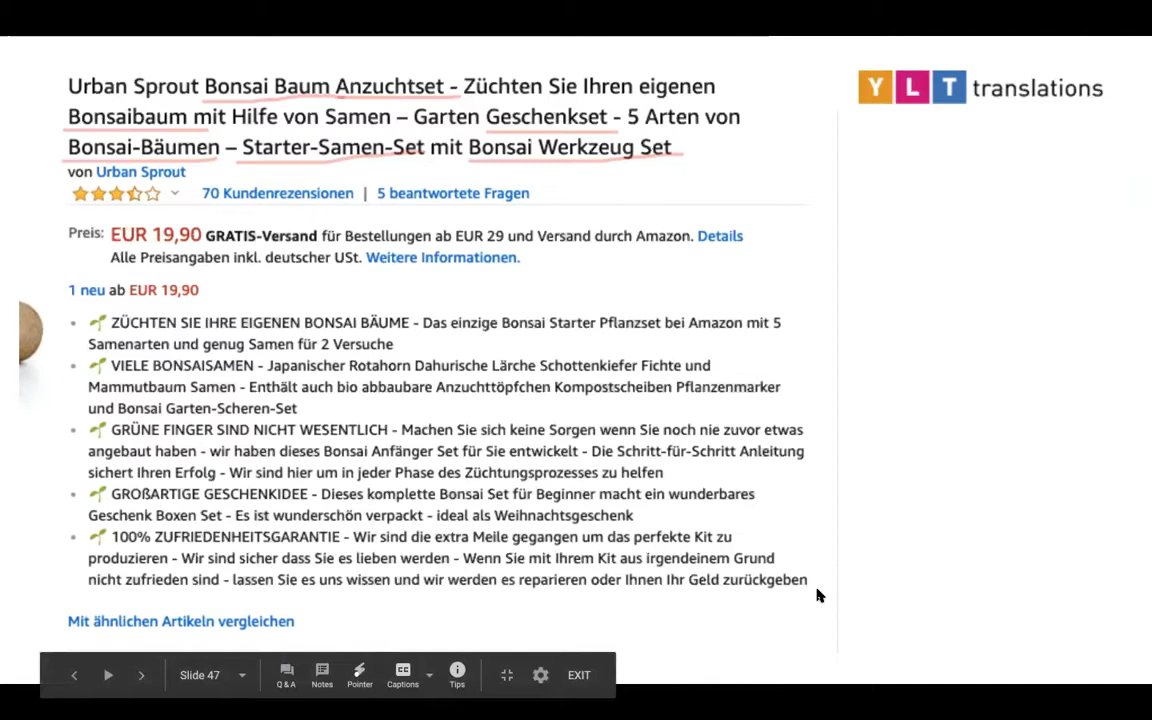 Urban Sprout Bonsai Baum Anzuchtset - Züchten Sie Ihren eigenen
Bonsaibaum mit Hilfe von Samen – Garten Geschenkset - 5 Arten von
Bonsai-Bäumen – Starter-Samen-Set mit Bonsai Werkzeug Set
von Urban Sprout
70 Kundenrezensionen | 5 beantwortete Fragen
Preis: EUR 19,90 GRATIS-Versand für Bestellungen ab EUR 29 und Versand durch Amazon. Details
Alle Preisangaben inkl. deutscher USt. Weitere Informationen.
1 neu ab EUR 19,90
ZÜCHTEN SIE IHRE EIGENEN BONSAI BÄUME - Das einzige Bonsai Starter Pflanzset bei Amazon mit 5
Samenarten und genug Samen für 2 Versuche
VIELE BONSAISAMEN - Japanischer Rotahorn Dahurische Lärche Schottenkiefer Fichte und
Mammutbaum Samen - Enthält auch bio abbaubare Anzuchttöpfchen Kompostscheiben Pflanzenmarker
und Bonsai Garten-Scheren-Set
GRÜNE FINGER SIND NICHT WESENTLICH - Machen Sie sich keine Sorgen wenn Sie noch nie zuvor etwas
angebaut haben - wir haben dieses Bonsai Anfänger Set für Sie entwickelt - Die Schritt-für-Schritt Anleitung
sichert Ihren Erfolg - Wir sind hier um in jeder Phase des Züchtungsprozesses zu helfen
GROßARTIGE GESCHENKIDEE - Dieses komplette Bonsai Set für Beginner macht ein wunderbares
Geschenk Boxen Set - Es ist wunderschön verpackt - ideal als Weihnachtsgeschenk
100% ZUFRIEDENHEITSGARANTIE - Wir sind die extra Meile gegangen um das perfekte Kit zu
produzieren - Wir sind sicher dass Sie es lieben werden - Wenn Sie mit Ihrem Kit aus irgendeinem Grund
nicht zufrieden sind - lassen Sie es uns wissen und wir werden es reparieren oder Ihnen Ihr Geld zurückgeben
Mit ähnlichen Artikeln vergleichen
YLT translations
Slide 47
Q & A
Notes
Pointer
CC
Captions
Tips
EXIT